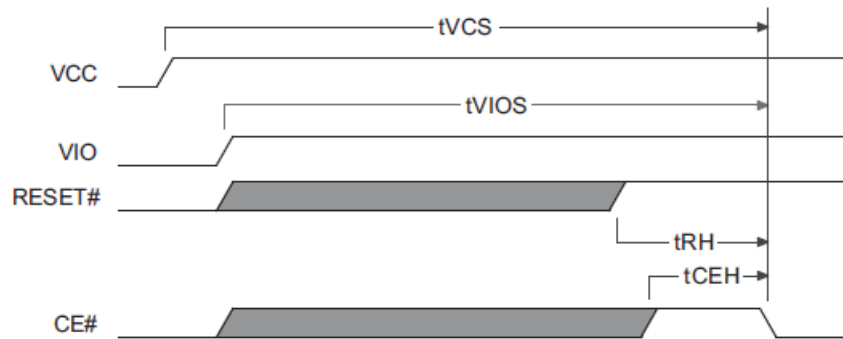 tVCS
VCC
tVIOS
VIO
RESET#
tRH
tCEH
CE#